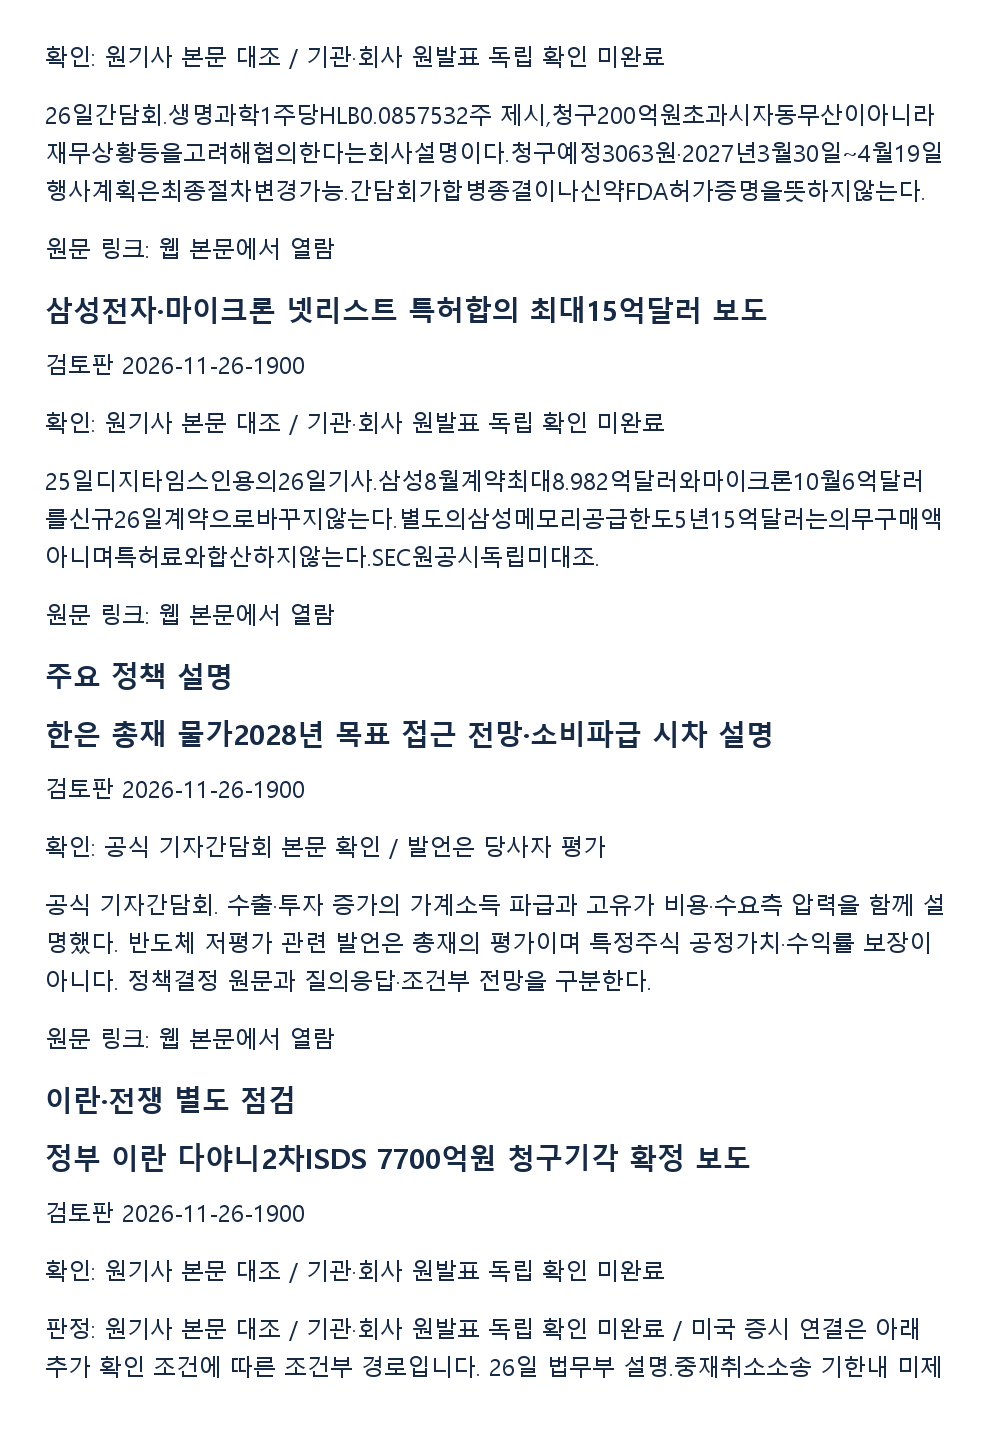 확인: 원기사 본문 대조 / 기관·회사 원발표 독립 확인 미완료
26일간담회.생명과학1주당HLB0.0857532주 제시,청구200억원초과시자동무산이아니라
재무상황등을고려해협의한다는회사설명이다.청구예정3063원·2027년3월30일~4월19일
행사계획은최종절차변경가능.간담회가합병종결이나신약FDA허가증명을뜻하지않는다.
원문 링크: 웹 본문에서 열람
삼성전자·마이크론 넷리스트 특허합의 최대15억달러 보도
검토판 2026-11-26-1900
확인: 원기사 본문 대조 / 기관·회사 원발표 독립 확인 미완료
25일디지타임스인용의26일기사.삼성8월계약최대8.982억달러와마이크론10월6억달러
를신규26일계약으로바꾸지않는다.별도의삼성메모리공급한도5년15억달러는의무구매액
아니며특허료와합산하지않는다.SEC원공시독립미대조.
원문 링크: 웹 본문에서 열람
주요 정책 설명
한은 총재 물가2028년 목표 접근 전망·소비파급 시차 설명
검토판 2026-11-26-1900
확인: 공식 기자간담회 본문 확인 / 발언은 당사자 평가
공식 기자간담회. 수출·투자 증가의 가계소득 파급과 고유가 비용·수요측 압력을 함께 설
명했다. 반도체 저평가 관련 발언은 총재의 평가이며 특정주식 공정가치·수익률 보장이
아니다. 정책결정 원문과 질의응답·조건부 전망을 구분한다.
원문 링크: 웹 본문에서 열람
이란·전쟁 별도 점검
정부 이란 다야니2차ISDS 7700억원 청구기각 확정 보도
검토판 2026-11-26-1900
확인: 원기사 본문 대조 / 기관·회사 원발표 독립 확인 미완료
판정: 원기사 본문 대조 / 기관·회사 원발표 독립 확인 미완료 / 미국 증시 연결은 아래
추가 확인 조건에 따른 조건부 경로입니다. 26일 법무부 설명.중재취소소송 기한내 미제